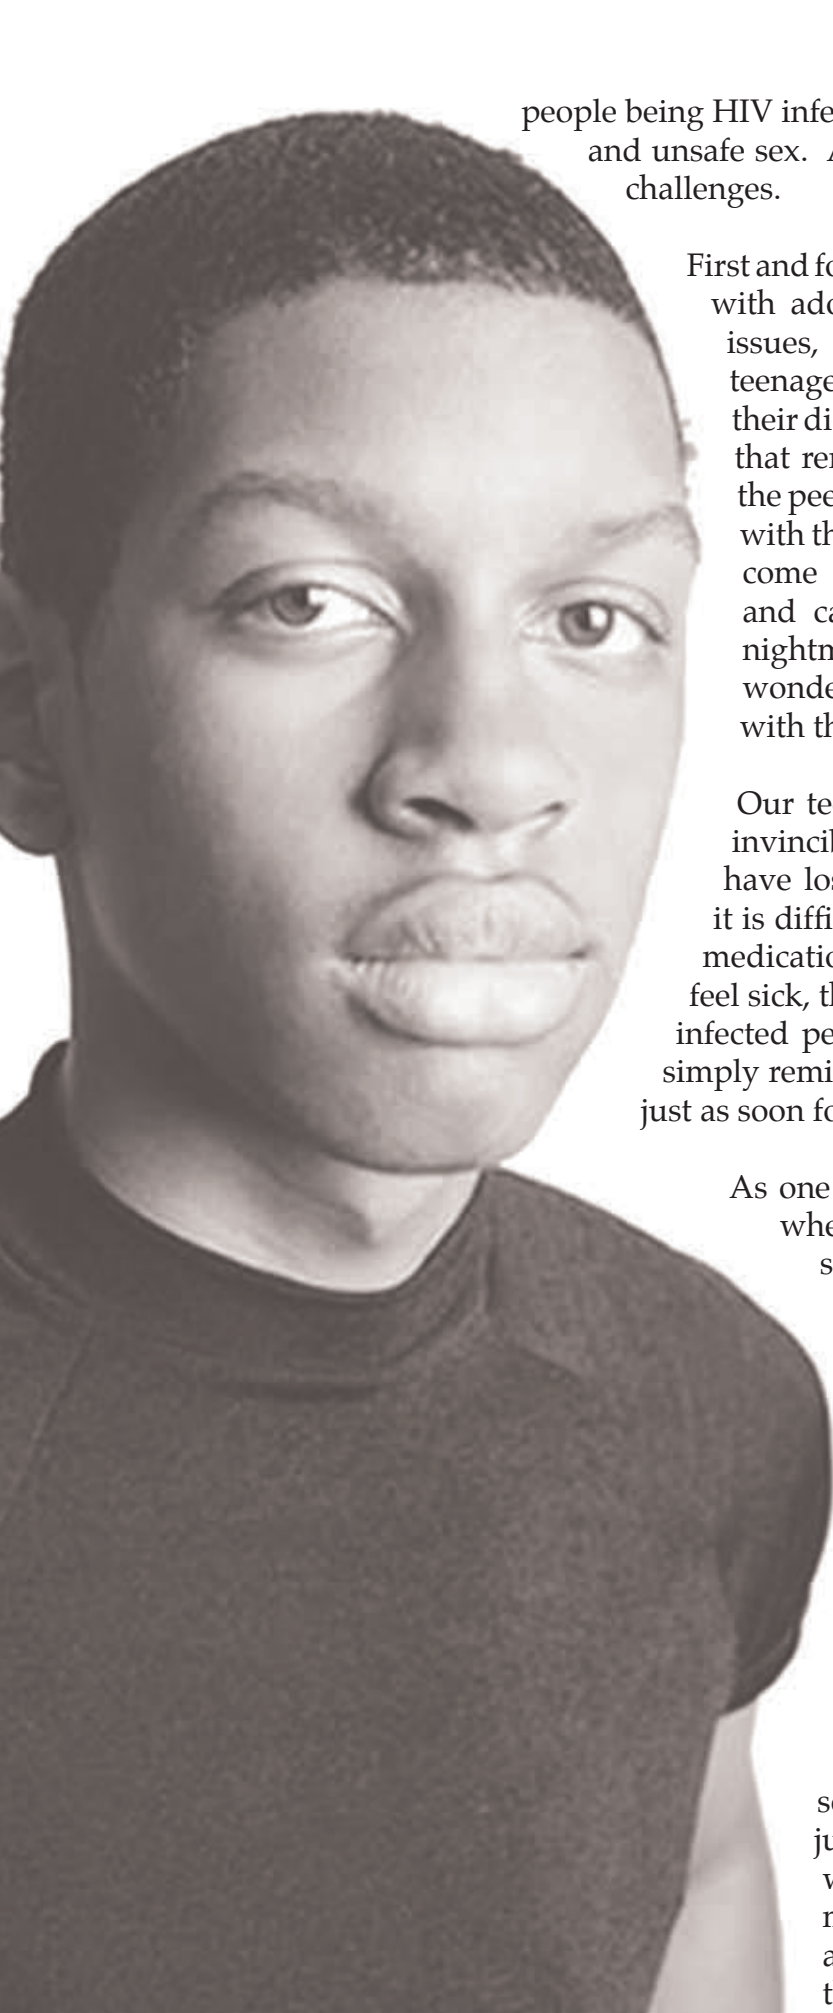 people being HIV infe
and unsafe sex. A
challenges.
First and fo
with ado
issues,
teenage
their di
that re
the pee
with th
come
and ca
nightm
wonde
with th
Our te
invincib
have los
it is diffi
medicatio
feel sick, th
infected pe
simply remi
just as soon fo
As one
whe
s
s
ju
w
a
t